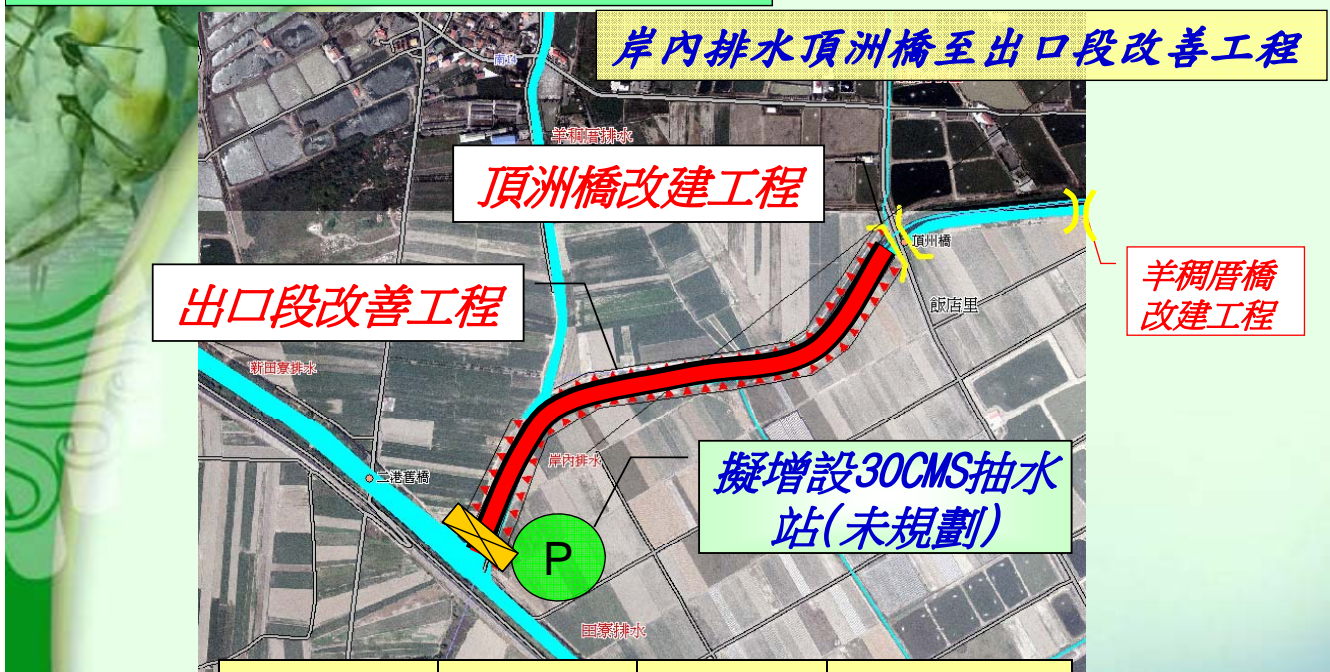 岸內排水頂洲橋至出口段改善工程
南14
羊稠厝排水
頂洲橋改建工程
頂州橋
羊稠厝橋
改建工程
飯店里
出口段改善工程
新田寮排水
岸內排水
二港舊橋
擬增設30CMS抽水
站(未規劃)
P
田寮排水